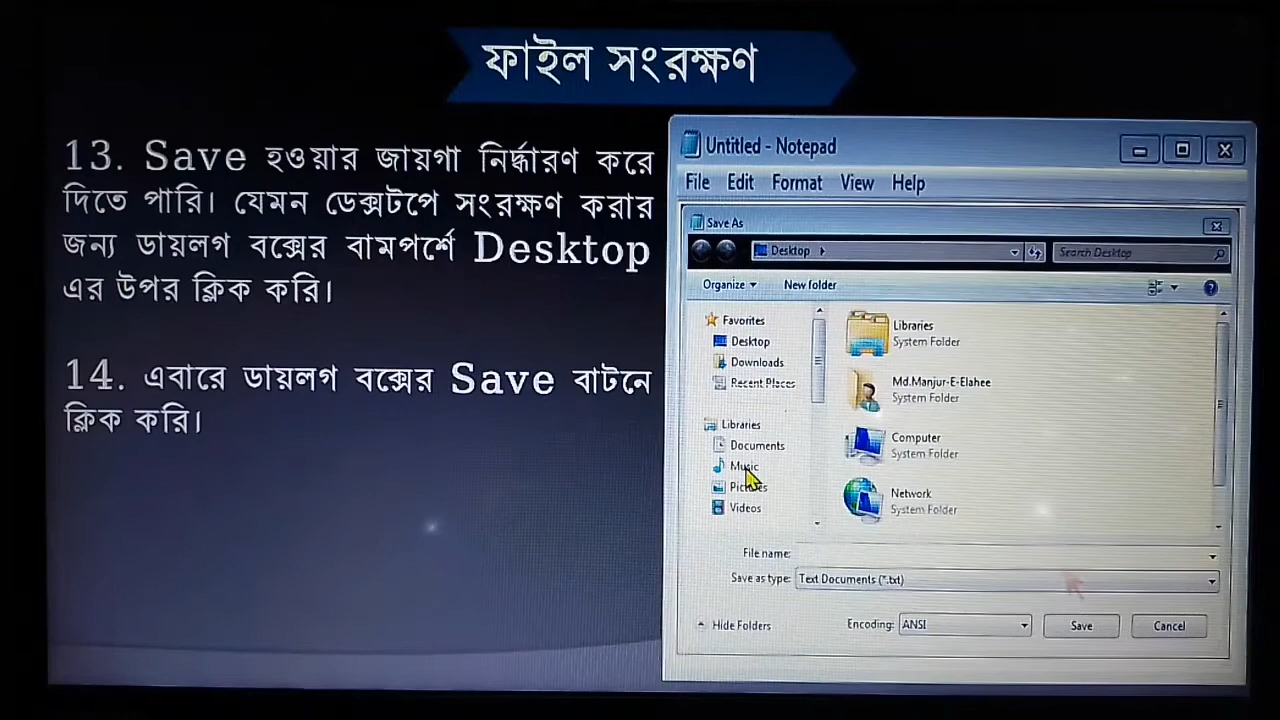 ফাইল সংরক্ষণ
13. Save হওয়ার জায়গা নির্দ্ধারণ করে
দিতে পারি। যেমন ডেক্সটপে সংরক্ষণ করার
জন্য ডায়লগ বক্সের বামপর্শে Desktop
এর উপর ক্লিক করি।
14. এবারে ডায়লগ বক্সের Save বাটনে
ক্লিক করি।
Untitled - Notepad
File Edit Format View Help
Save As
Desktop
Search Desktop
Organize New folder
Favorites
Desktop
Downloads
Recent Places
Libraries
Documents
Music
Pictures
Videos
Libraries
System Folder
Md.Manjur-E-Elahee
System Folder
Computer
System Folder
Network
System Folder
File name:
Save as type: Text Documents (*.txt)
Hide Folders
Encoding: ANSI
Save
Cancel